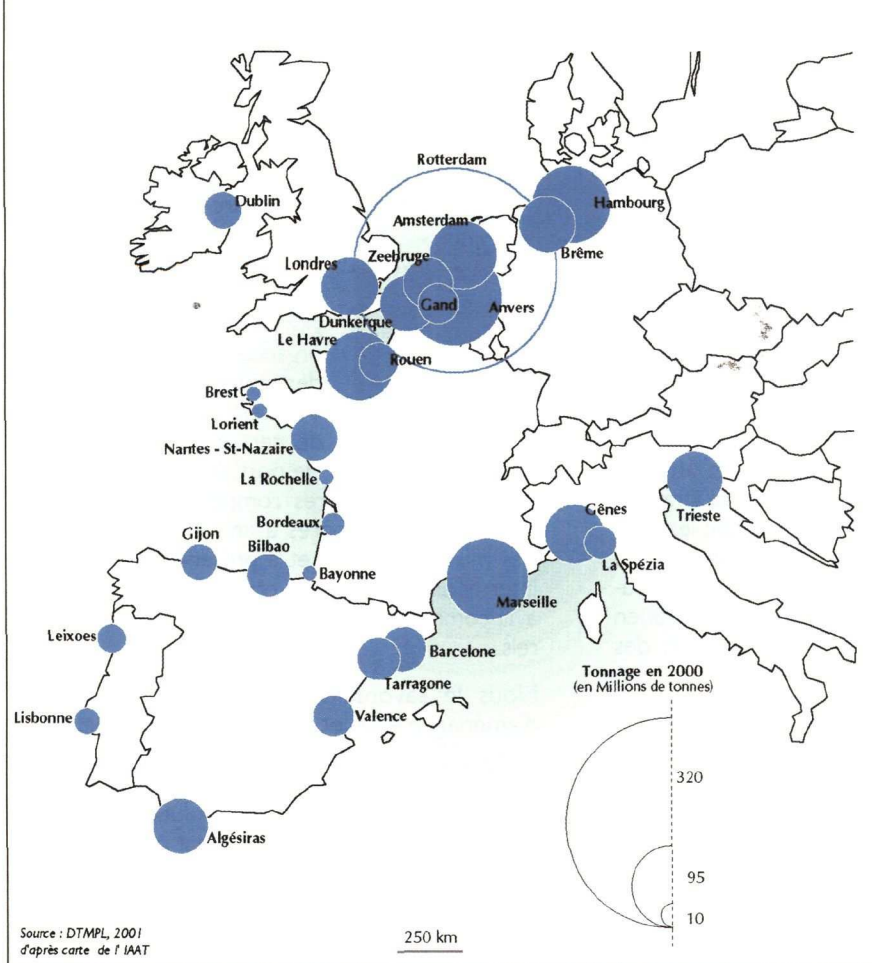 Rotterdam
Hambourg
Dublin
Amsterdam
Zeebruge
Brême
Londres
Gand
Anvers
Dunkerque
Le Havre
Rouen
Brest
Lorient
Nantes - St-Nazaire
La Rochelle
Gênes
Trieste
Bordeaux
Gijon
Bilbao
La Spézia
Bayonne
Marseille
Leixoes
Barcelone
Tarragone
Tonnage en 2000
(en Millions de tonnes)
Lisbonne
Valence
320
Algésiras
95
10
Source : DTMPL, 2001
d'après carte de l' IAAT
250 km